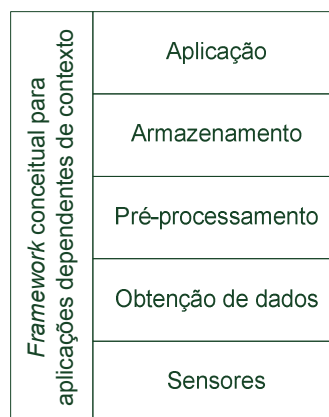 Framework conceitual para
aplicações dependentes de contexto
Aplicação
Armazenamento
Pré-processamento
Obtenção de dados
Sensores